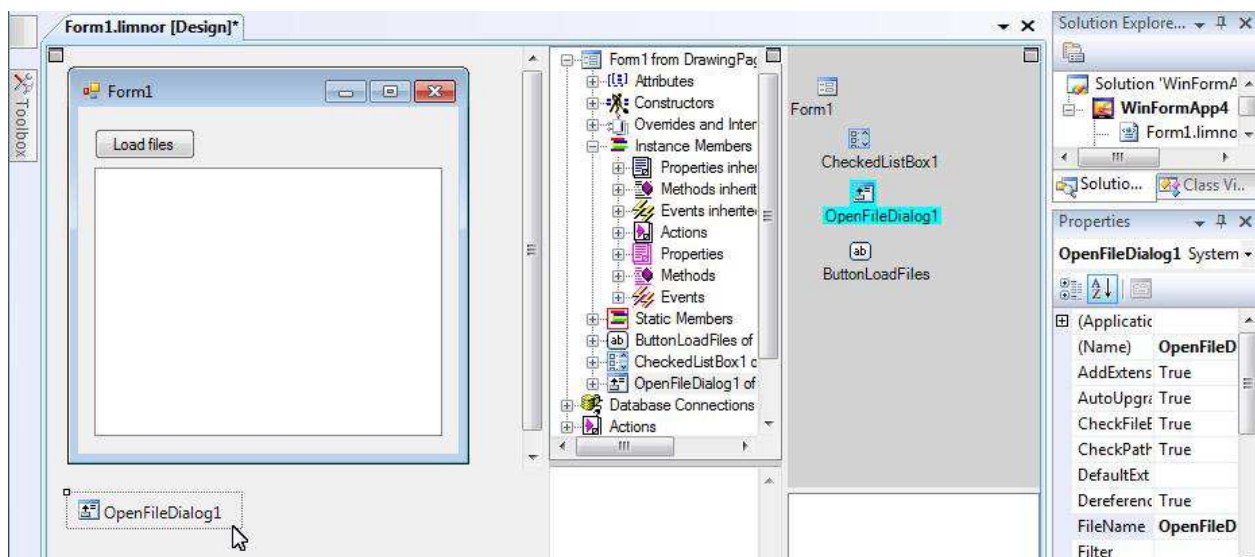 Form1.limnor [Design]*
Toolbox
Form1
Load files
OpenFileDialog1
Form1 from DrawingPag
Attributes
Constructors
Overrides and Inter
Instance Members
Properties inher
Methods inherit
Events inherite
Actions
Properties
Methods
Events
Static Members
ButtonLoadFiles of
CheckedListBox1 o
OpenFileDialog1 of
Database Connections
Actions
Form1
CheckedListBox1
OpenFileDialog1
ab
ButtonLoadFiles
Solution Explore...
Solution 'WinFormA
WinFormApp4
Form1.limno
Solutio... Class Vi..
Properties
OpenFileDialog1 System
(Applicatic
(Name) OpenFileD
AddExtens True
AutoUpgra True
CheckFileE True
CheckPath True
DefaultExt
Dereferenc True
FileName OpenFileD
Filter